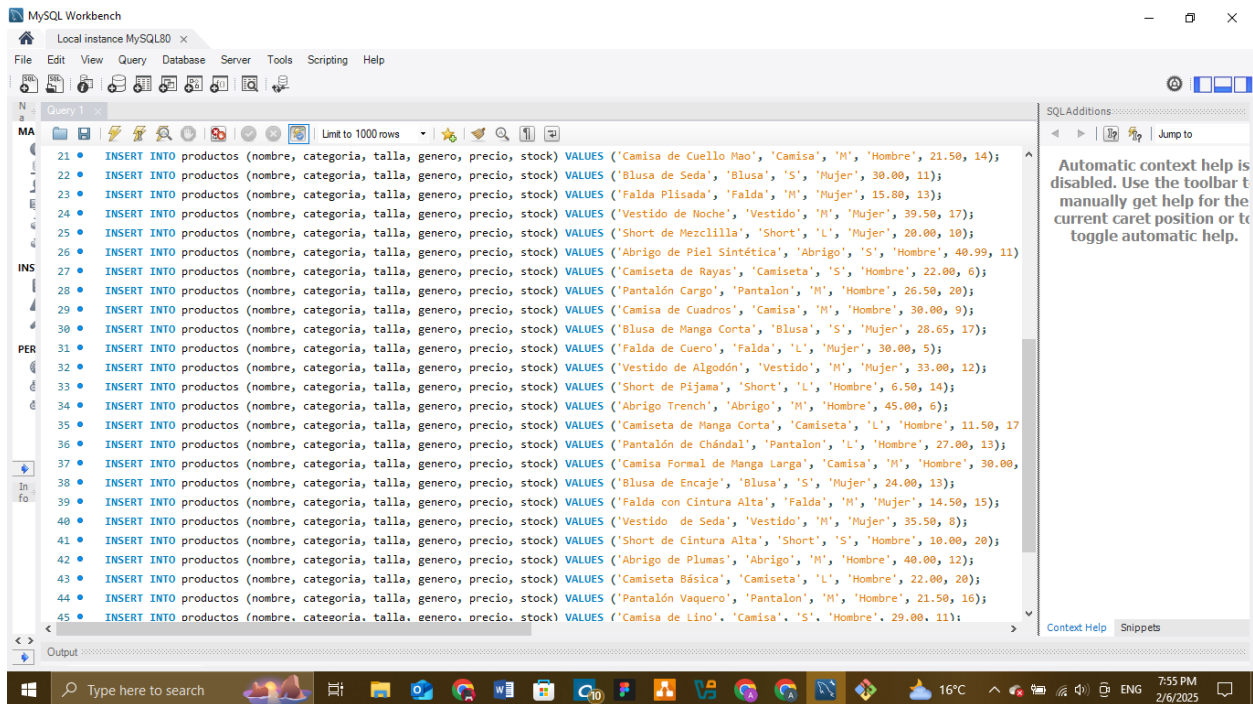 MySQL Workbench
Local instance MySQL80
File Edit View Query Database Server Tools Scripting Help
Query 1
SQLAdditions
Limit to 1000 rows
Jump to
21 INSERT INTO productos (nombre, categoria, talla, genero, precio, stock) VALUES ('Camisa de Cuello Mao', 'Camisa', 'M', 'Hombre', 21.50, 14);
22 INSERT INTO productos (nombre, categoria, talla, genero, precio, stock) VALUES ('Blusa de Seda', 'Blusa', 'S', 'Mujer', 30.00, 11);
23 INSERT INTO productos (nombre, categoria, talla, genero, precio, stock) VALUES ('Falda Plisada', 'Falda', 'M', 'Mujer', 15.80, 13);
24 INSERT INTO productos (nombre, categoria, talla, genero, precio, stock) VALUES ('Vestido de Noche', 'Vestido', 'M', 'Mujer', 39.50, 17);
25 INSERT INTO productos (nombre, categoria, talla, genero, precio, stock) VALUES ('Short de Mezclilla', 'Short', 'L', 'Mujer', 20.00, 10);
26 INSERT INTO productos (nombre, categoria, talla, genero, precio, stock) VALUES ('Abrigo de Piel Sintética', 'Abrigo', 'S', 'Hombre', 40.99, 11)
27 INSERT INTO productos (nombre, categoria, talla, genero, precio, stock) VALUES ('Camiseta de Rayas', 'Camiseta', 'S', 'Hombre', 22.00, 6);
28 INSERT INTO productos (nombre, categoria, talla, genero, precio, stock) VALUES ('Pantalón Cargo', 'Pantalon', 'M', 'Hombre', 26.50, 20);
29 INSERT INTO productos (nombre, categoria, talla, genero, precio, stock) VALUES ('Camisa de Cuadros', 'Camisa', 'M', 'Hombre', 30.00, 9);
30 INSERT INTO productos (nombre, categoria, talla, genero, precio, stock) VALUES ('Blusa de Manga Corta', 'Blusa', 'S', 'Mujer', 28.65, 17);
31 INSERT INTO productos (nombre, categoria, talla, genero, precio, stock) VALUES ('Falda de Cuero', 'Falda', 'L', 'Mujer', 30.00, 5);
32 INSERT INTO productos (nombre, categoria, talla, genero, precio, stock) VALUES ('Vestido de Algodón', 'Vestido', 'M', 'Mujer', 33.00, 12);
33 INSERT INTO productos (nombre, categoria, talla, genero, precio, stock) VALUES ('Short de Pijama', 'Short', 'L', 'Hombre', 6.50, 14);
34 INSERT INTO productos (nombre, categoria, talla, genero, precio, stock) VALUES ('Abrigo Trench', 'Abrigo', 'M', 'Hombre', 45.00, 6);
35 INSERT INTO productos (nombre, categoria, talla, genero, precio, stock) VALUES ('Camiseta de Manga Corta', 'Camiseta', 'L', 'Hombre', 11.50, 17
36 INSERT INTO productos (nombre, categoria, talla, genero, precio, stock) VALUES ('Pantalón de Chándal', 'Pantalon', 'L', 'Hombre', 27.00, 13);
37 INSERT INTO productos (nombre, categoria, talla, genero, precio, stock) VALUES ('Camisa Formal de Manga Larga', 'Camisa', 'M', 'Hombre', 30.00,
38 INSERT INTO productos (nombre, categoria, talla, genero, precio, stock) VALUES ('Blusa de Encaje', 'Blusa', 'S', 'Mujer', 24.00, 13);
39 INSERT INTO productos (nombre, categoria, talla, genero, precio, stock) VALUES ('Falda con Cintura Alta', 'Falda', 'M', 'Mujer', 14.50, 15);
40 INSERT INTO productos (nombre, categoria, talla, genero, precio, stock) VALUES ('Vestido  de Seda', 'Vestido', 'M', 'Mujer', 35.50, 8);
41 INSERT INTO productos (nombre, categoria, talla, genero, precio, stock) VALUES ('Short de Cintura Alta', 'Short', 'S', 'Hombre', 10.00, 20);
42 INSERT INTO productos (nombre, categoria, talla, genero, precio, stock) VALUES ('Abrigo de Plumas', 'Abrigo', 'M', 'Hombre', 40.00, 12);
43 INSERT INTO productos (nombre, categoria, talla, genero, precio, stock) VALUES ('Camiseta Básica', 'Camiseta', 'L', 'Hombre', 22.00, 20);
44 INSERT INTO productos (nombre, categoria, talla, genero, precio, stock) VALUES ('Pantalón Vaquero', 'Pantalon', 'M', 'Hombre', 21.50, 16);
45 INSERT INTO productos (nombre, categoria, talla, genero, precio, stock) VALUES ('Camisa de Lino', 'Camisa', 'S', 'Hombre', 29.00, 11);
N
a
MA
INS
PER
In
fo
Automatic context help is
disabled. Use the toolbar t
manually get help for the
current caret position or to
toggle automatic help.
Context Help Snippets
Output
Type here to search
16°C
ENG
7:55 PM
2/6/2025